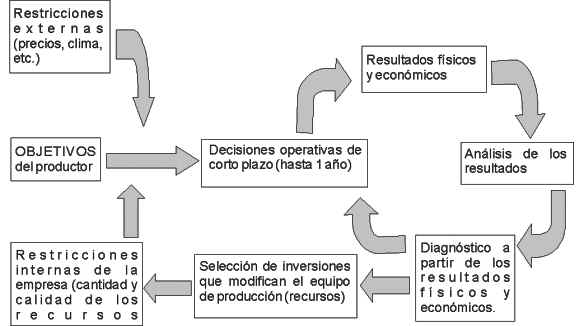 Restricciones
externas
(precios, clima,
etc.)
Resultados físicos
y económicos
OBJETIVOS
del productor
Decisiones operativas de
corto plazo (hasta 1 año)
Análisis de los
resultados
Restricciones
internas de la
empresa (cantidad y
calidad de los
recursos
Selección de inversiones
que modifican el equipo
de producción (recursos)
Diagnóstico a
partir de los
resultados
físicos y
económicos.